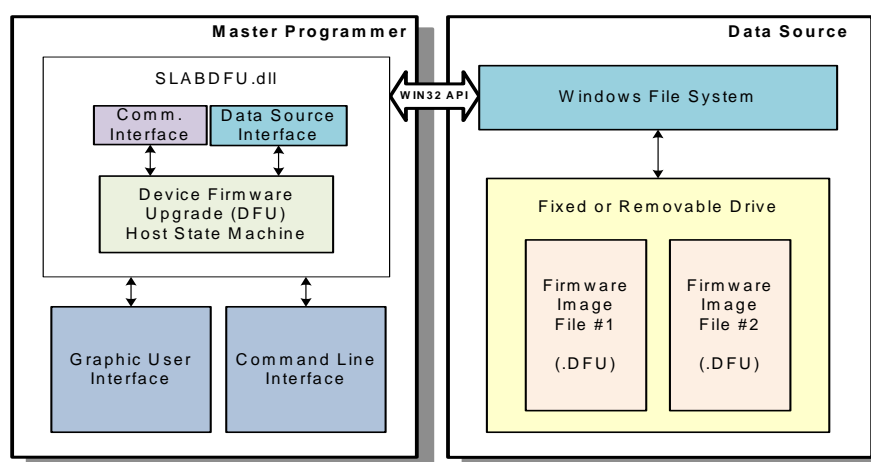 Master Programmer
SLABDFU.dll
Comm.
Interface
Data Source
Interface
Device Firmware
Upgrade (DFU)
Host State Machine
Graphic User
Interface
Command Line
Interface
WIN32 API
Data Source
Windows File System
Fixed or Removable Drive
Firmware
Image
File #1
(.DFU)
Firmware
Image
File #2
(.DFU)